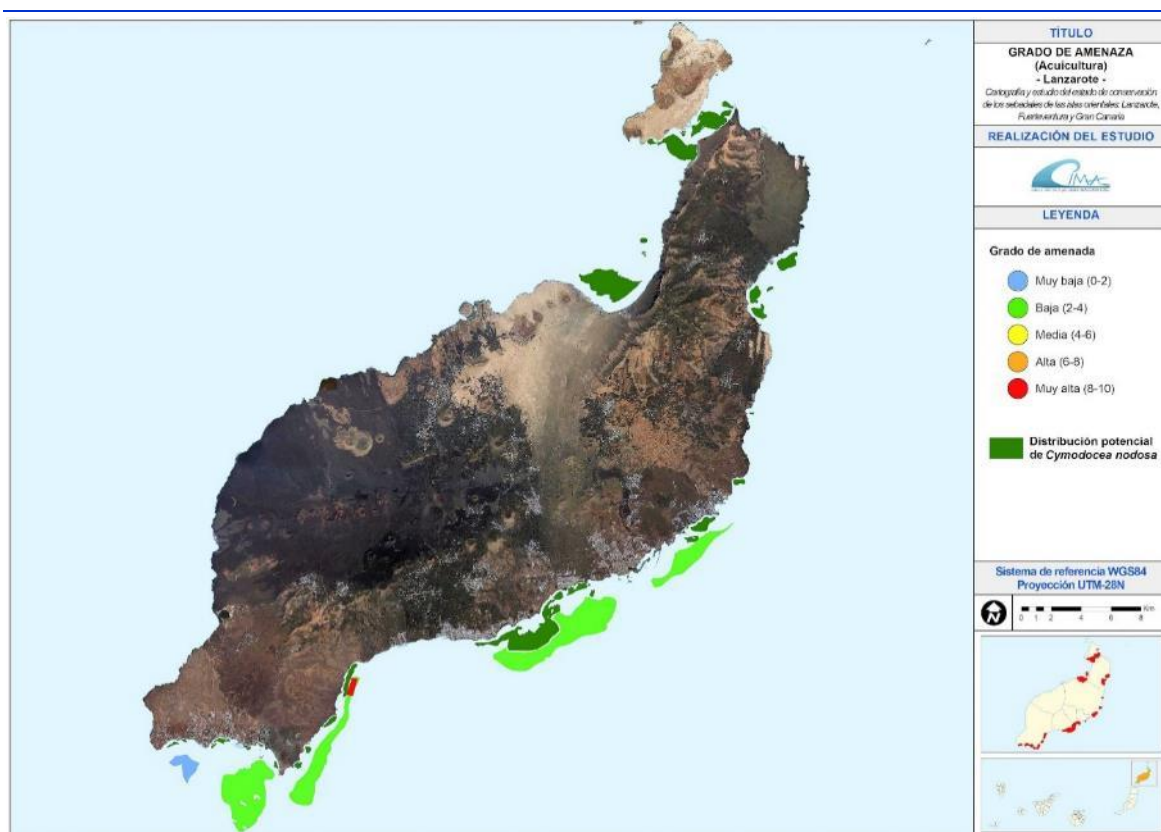 TÍTULO
GRADO DE AMENAZA
(Acuicultura)
- Lanzarote -
Cartografía y estudio del estado de conservación
de los sebadales de las islas orientales: Lanzarote,
Fuerteventura y Gran Canaria
REALIZACIÓN DEL ESTUDIO
CIMA
LEYENDA
Grado de amenada
Muy baja (0-2)
Baja (2-4)
Media (4-6)
Alta (6-8)
Muy alta (8-10)
Distribución potencial
de Cymodocea nodosa
Sistema de referencia WGS84
Proyección UTM-28N
N
Km
0 1 2 4 6 8